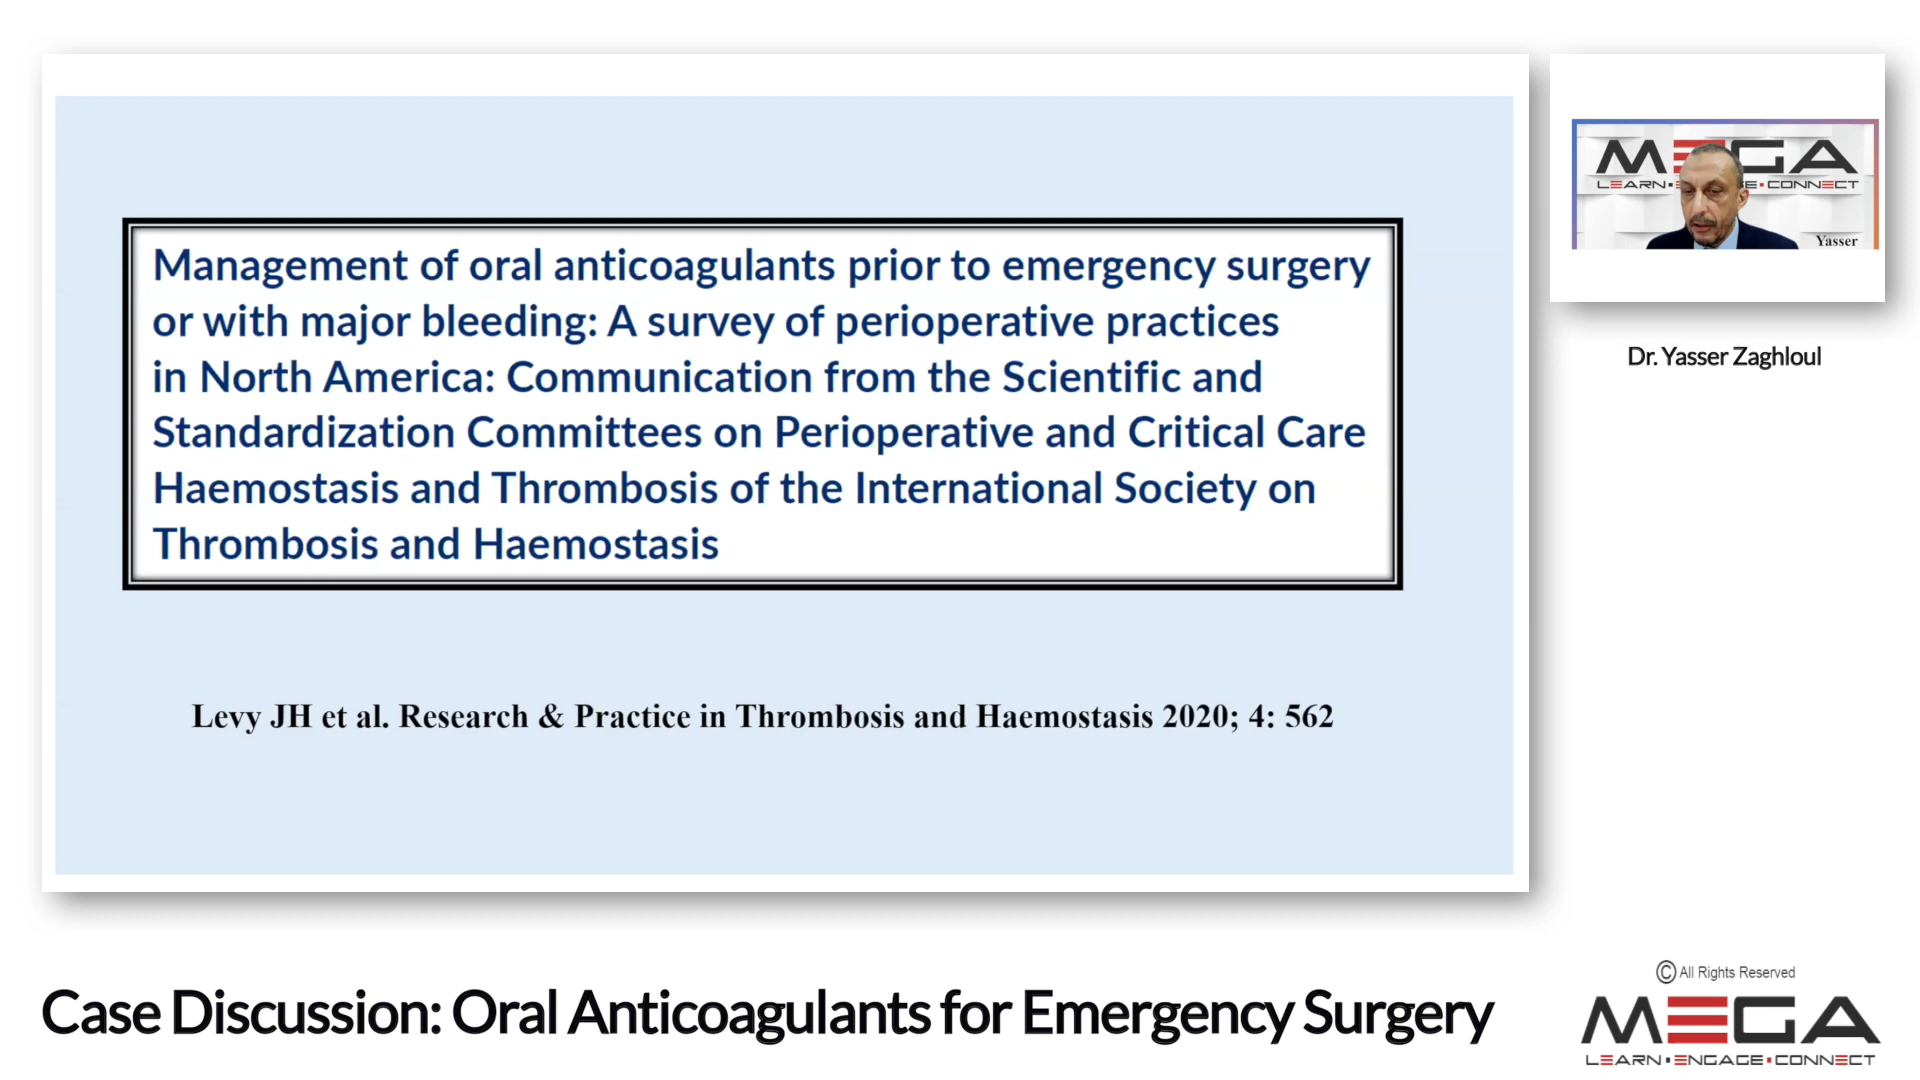 Management of oral anticoagulants prior to emergency surgery
or with major bleeding: A survey of perioperative practices
in North America: Communication from the Scientific and
Standardization Committees on Perioperative and Critical Care
Haemostasis and Thrombosis of the International Society on
Thrombosis and Haemostasis
Levy JH et al. Research & Practice in Thrombosis and Haemostasis 2020; 4: 562
MEGA
LEARN E•CONNECT
Yasser
Dr. Yasser Zaghloul
Case Discussion: Oral Anticoagulants for Emergency Surgery
© All Rights Reserved
MEGA
LEARN•ENGAGE•CONNECT